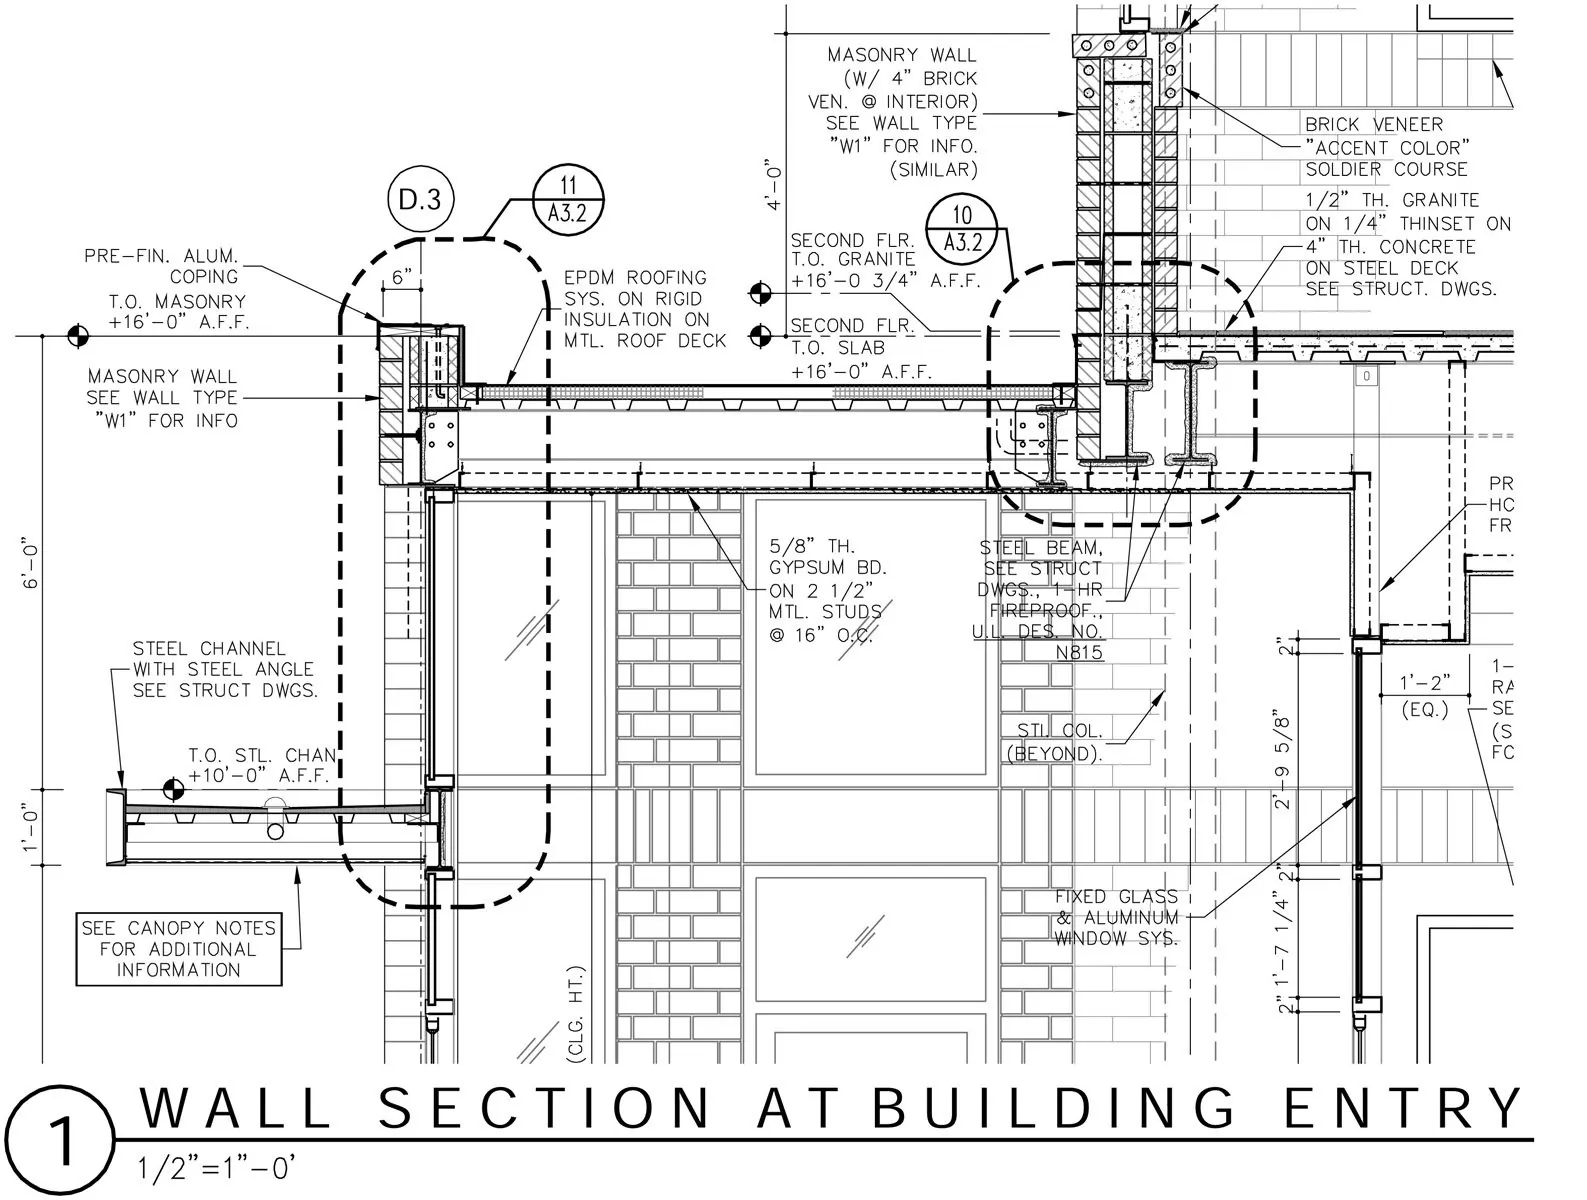 MASONRY WALL
(W/ 4" BRICK
VEN. @ INTERIOR)
SEE WALL TYPE
"W1" FOR INFO.
(SIMILAR)
4'-0"
BRICK VENEER
"ACCENT COLOR"
SOLDIER COURSE
1/2" TH. GRANITE
ON 1/4" THINSET ON
4" TH. CONCRETE
ON STEEL DECK
SEE STRUCT. DWGS.
D.3
11
A3.2
10
A3.2
PRE-FIN. ALUM.
COPING
T.O. MASONRY
+16'-0" A.F.F.
6"
EPDM ROOFING
SYS. ON RIGID
INSULATION ON
MTL. ROOF DECK
SECOND FLR.
T.O. GRANITE
+16'-0 3/4" A.F.F.
SECOND FLR.
T.O. SLAB
+16'-0" A.F.F.
MASONRY WALL
SEE WALL TYPE
"W1" FOR INFO
6'-0"
5/8" TH.
GYPSUM BD.
ON 2 1/2"
MTL. STUDS
@ 16" O.C.
STEEL BEAM,
SEE STRUCT
DWGS., 1-HR
FIREPROOF.,
U.L. DES. NO.
N815
PR
HC
FR
STEEL CHANNEL
WITH STEEL ANGLE
SEE STRUCT DWGS.
T.O. STL. CHAN
+10'-0" A.F.F.
1'-0"
STL. COL.
(BEYOND).
2"
2'-9 5/8"
2"
1'-7 1/4"
2"
1'-2"
(EQ.)
1-
RA
SE
(S
FO
SEE CANOPY NOTES
FOR ADDITIONAL
INFORMATION
FIXED GLASS
& ALUMINUM
WINDOW SYS.
(CLG. HT.)
1
WALL SECTION AT BUILDING ENTRY
1/2"=1"-0'